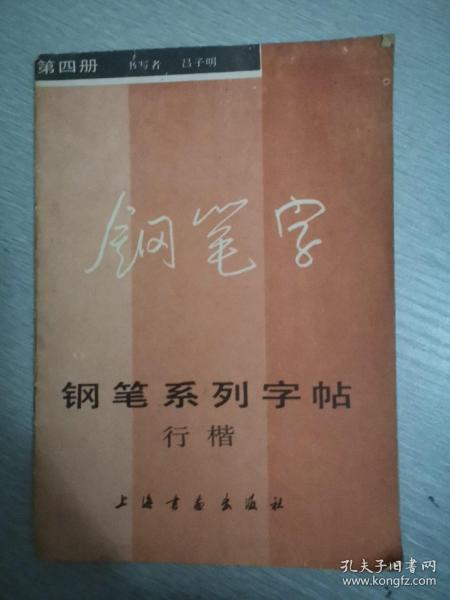 第四册 书写者 吕子明
钢笔字
钢笔系列字帖
行楷
上海书画出版社
孔夫子旧书网
www.kongfz.com